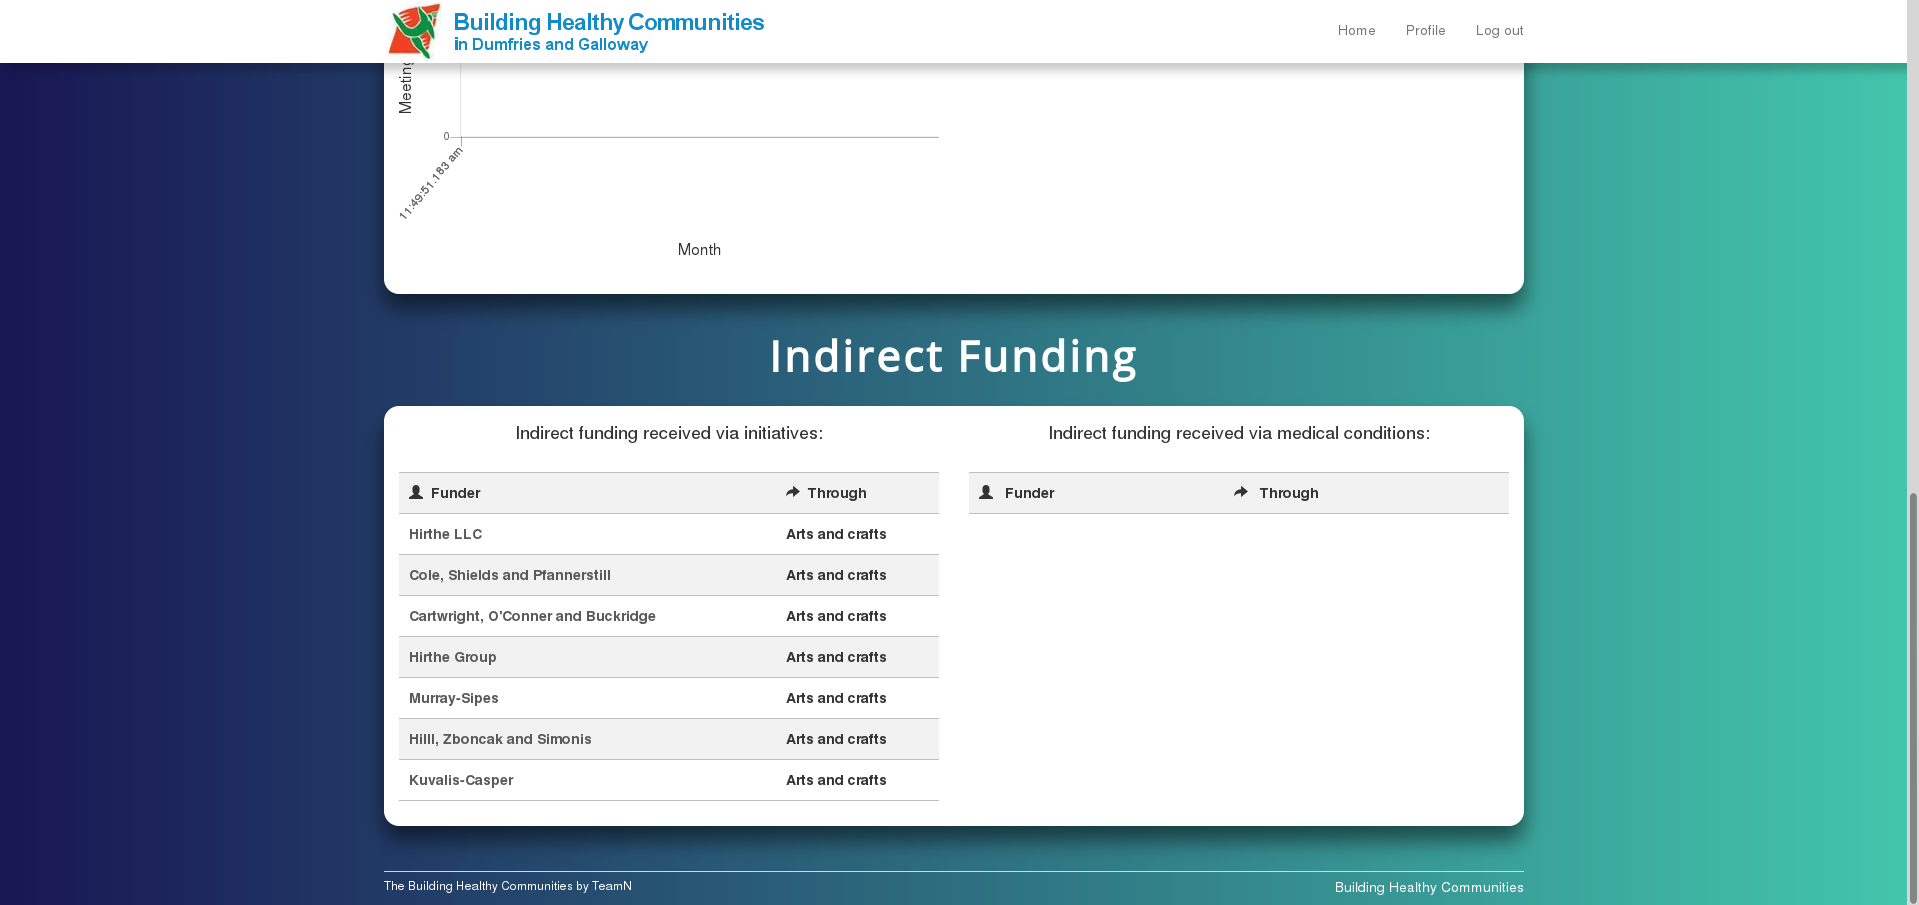 Building Healthy Communities
in Dumfries and Galloway
Home Profile Log out
Meeting
0
11:49:51.183 am
Month
Indirect Funding
Indirect funding received via initiatives:
Funder Through
Hirthe LLC Arts and crafts
Cole, Shields and Pfannerstill Arts and crafts
Cartwright, O'Conner and Buckridge Arts and crafts
Hirthe Group Arts and crafts
Murray-Sipes Arts and crafts
Hilll, Zboncak and Simonis Arts and crafts
Kuvalis-Casper Arts and crafts
Indirect funding received via medical conditions:
Funder Through
The Building Healthy Communities by TeamN
Building Healthy Communities